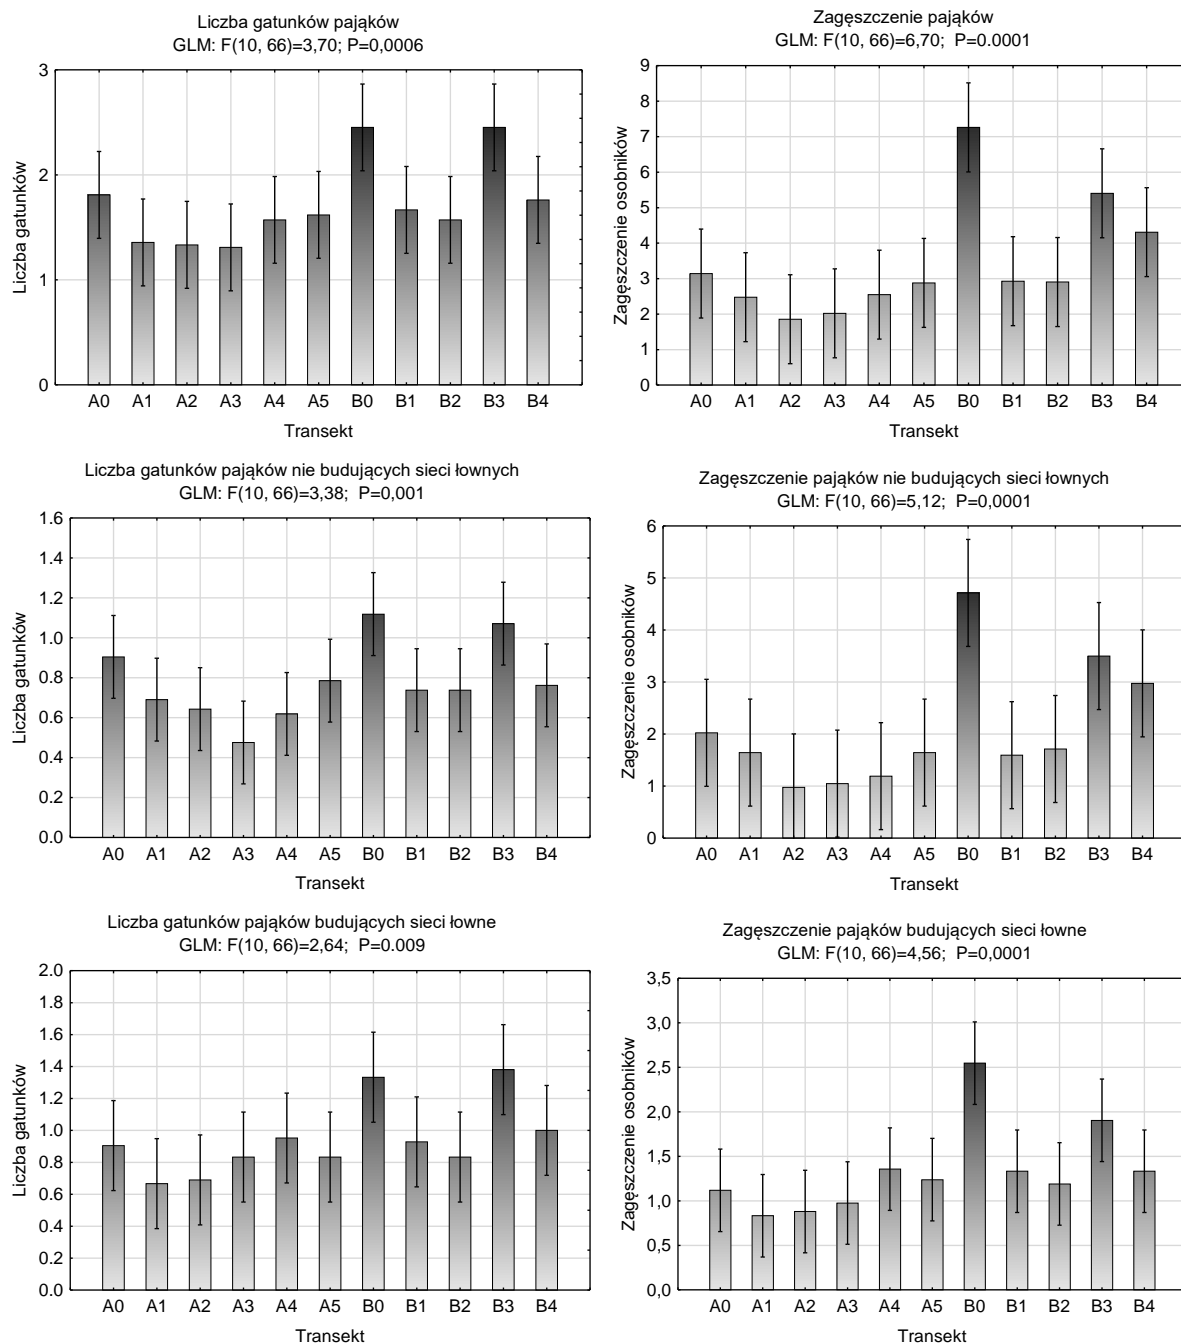 Liczba gatunków pająków
GLM: F(10, 66)=3,70; P=0,0006
3
2
1
0
Liczba gatunków
A0 A1 A2 A3 A4 A5 B0 B1 B2 B3 B4
Transekt
Zagęszczenie pająków
GLM: F(10, 66)=6,70; P=0.0001
9
8
7
6
5
4
3
2
1
0
Zagęszczenie osobników
A0 A1 A2 A3 A4 A5 B0 B1 B2 B3 B4
Transekt
Liczba gatunków pająków nie budujących sieci łownych
GLM: F(10, 66)=3,38; P=0,001
1.6
1.4
1.2
1.0
0.8
0.6
0.4
0.2
0.0
Liczba gatunków
A0 A1 A2 A3 A4 A5 B0 B1 B2 B3 B4
Transekt
Zagęszczenie pająków nie budujących sieci łownych
GLM: F(10, 66)=5,12; P=0,0001
6
5
4
3
2
1
0
Zagęszczenie osobników
A0 A1 A2 A3 A4 A5 B0 B1 B2 B3 B4
Transekt
Liczba gatunków pająków budujących sieci łowne
GLM: F(10, 66)=2,64; P=0.009
2.0
1.8
1.6
1.4
1.2
1.0
0.8
0.6
0.4
0.2
0.0
Liczba gatunków
A0 A1 A2 A3 A4 A5 B0 B1 B2 B3 B4
Transekt
Zagęszczenie pająków budujących sieci łowne
GLM: F(10, 66)=4,56; P=0,0001
3,5
3,0
2,5
2,0
1,5
1,0
0,5
0,0
Zagęszczenie osobników
A0 A1 A2 A3 A4 A5 B0 B1 B2 B3 B4
Transekt